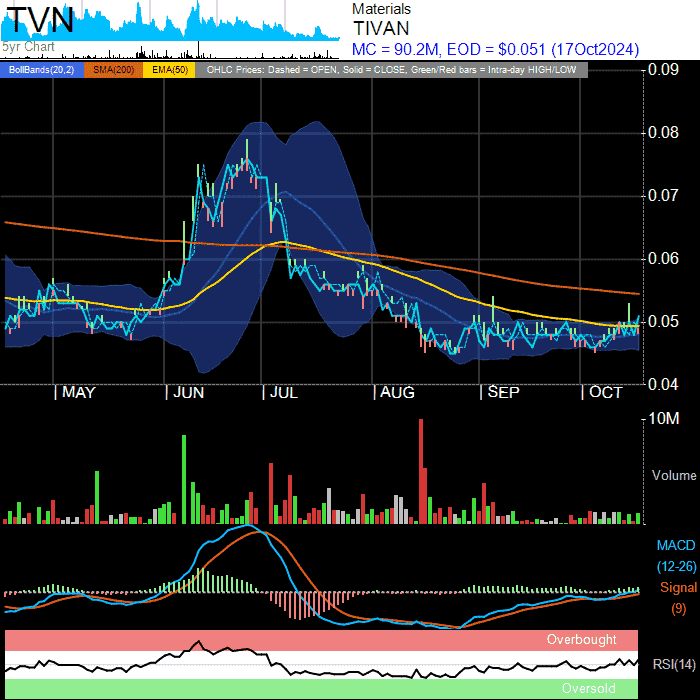 TVN
5yr Chart
Materials
TIVAN
MC = 90.2M, EOD = $0.051 (17Oct2024)
BollBands(20,2) SMA(200) EMA(50) OHLC Prices: Dashed = OPEN, Solid = CLOSE, Green/Red bars = Intra-day HIGH/LOW
0.09
0.08
0.07
0.06
0.05
0.04
| MAY | JUN | JUL | AUG | SEP | OCT
10M
Volume
MACD
(12-26)
Signal
(9)
Overbought
RSI(14)
Oversold